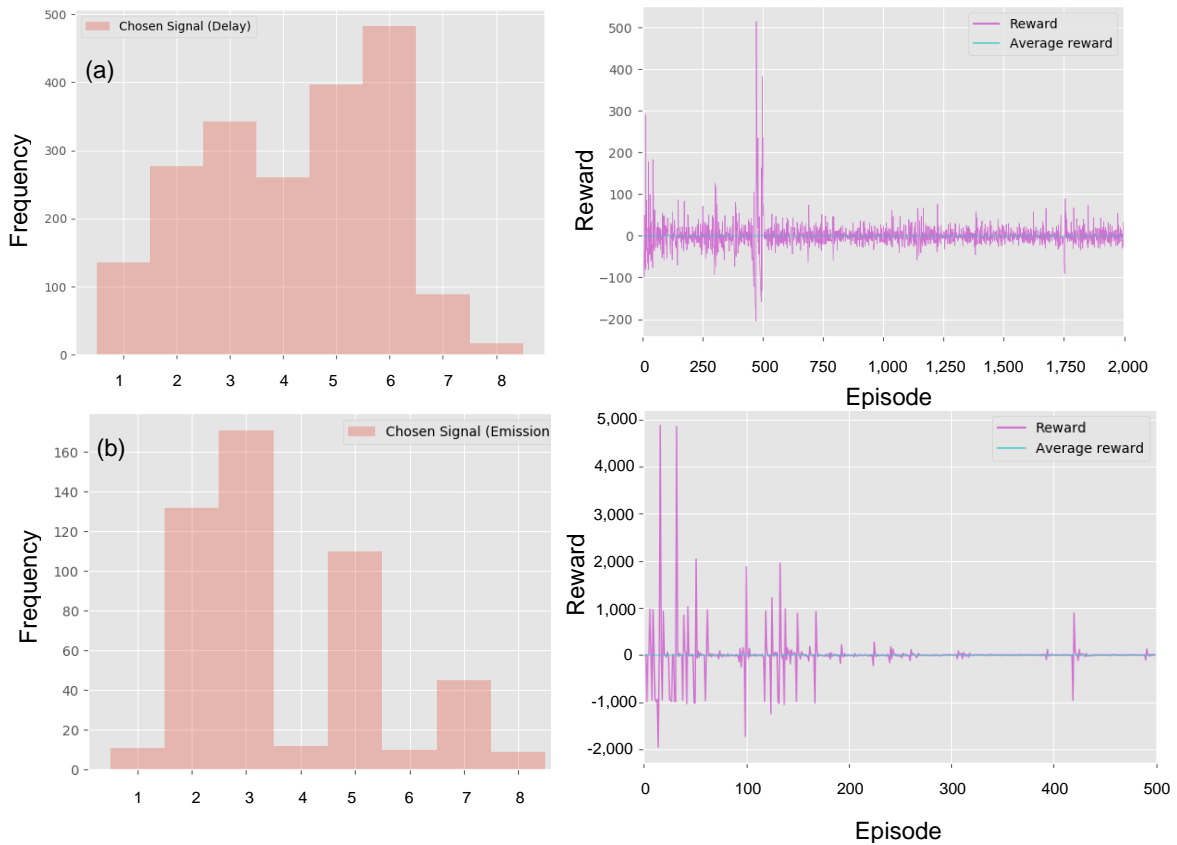 Chosen Signal (Delay)
(a)
Frequency
500
400
300
200
100
0
1 2 3 4 5 6 7 8
Reward
Average reward
Reward
500
400
300
200
100
0
−100
−200
0 250 500 750 1,000 1,250 1,500 1,750 2,000
Episode
Chosen Signal (Emission
(b)
Frequency
160
140
120
100
80
60
40
20
0
1 2 3 4 5 6 7 8
Reward
Average reward
Reward
5,000
4,000
3,000
2,000
1,000
0
-1,000
-2,000
0 100 200 300 400 500
Episode